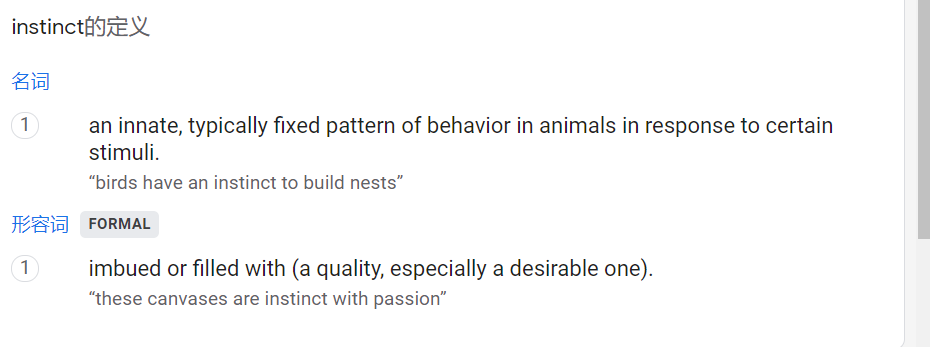 instinct的定义
名词
1
an innate, typically fixed pattern of behavior in animals in response to certain
stimuli.
“birds have an instinct to build nests”
形容词 FORMAL
1
imbued or filled with (a quality, especially a desirable one).
“these canvases are instinct with passion”